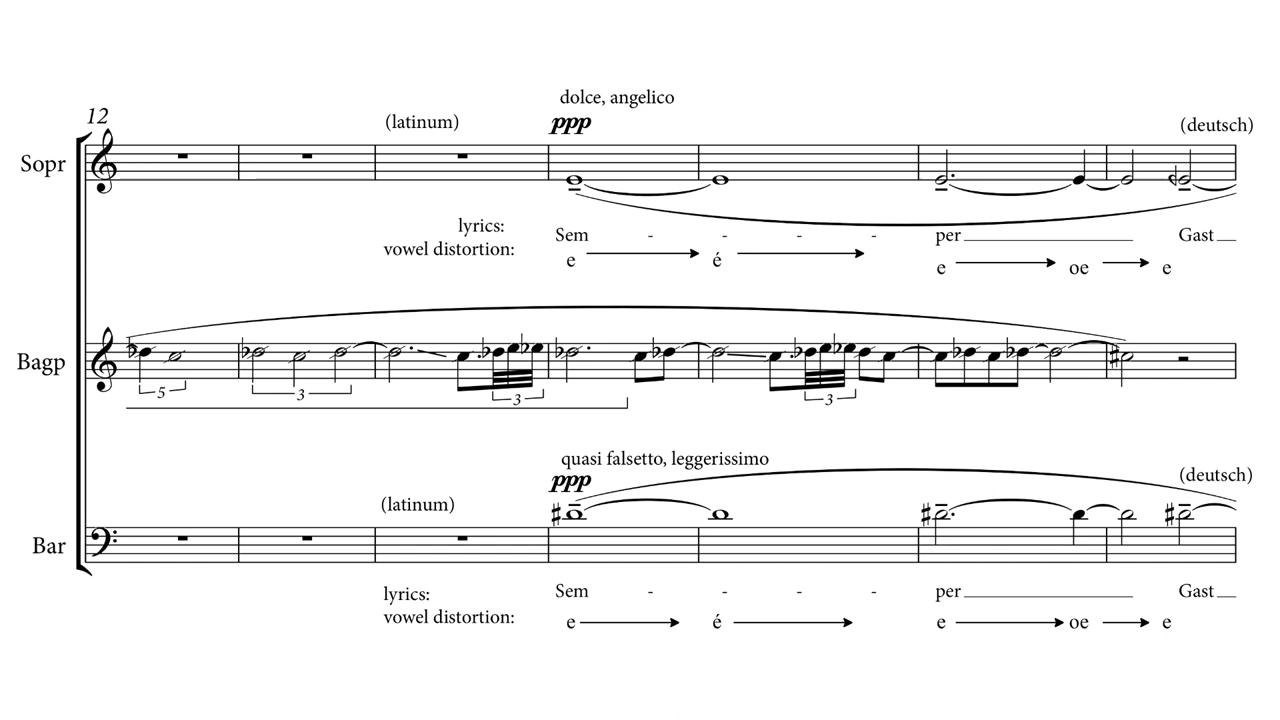 dolce, angelico
12
(latinum) ppp (deutsch)
Sopr
lyrics: Sem - - - - per Gast
vowel distortion: e é e oe e
Bagp
5 3 3 3
quasi falsetto, leggerissimo
(latinum) ppp (deutsch)
Bar
lyrics: Sem - - - - per Gast
vowel distortion: e é e oe e